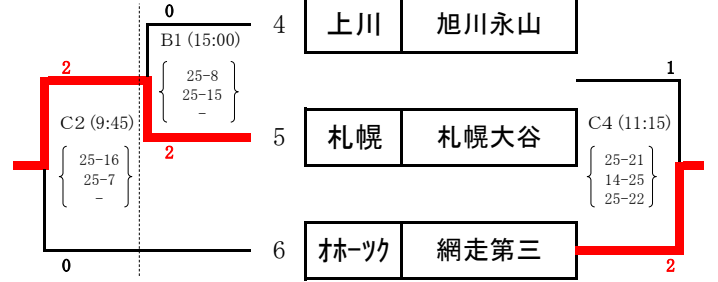 0
4 上川 旭川永山
B1 (15:00)
2
1
25-8
25-15
-
C2 (9:45)
5 札幌 札幌大谷
C4 (11:15)
2
25-16
25-7
-
25-21
14-25
25-22
6 オホーツク 網走第三
0
2